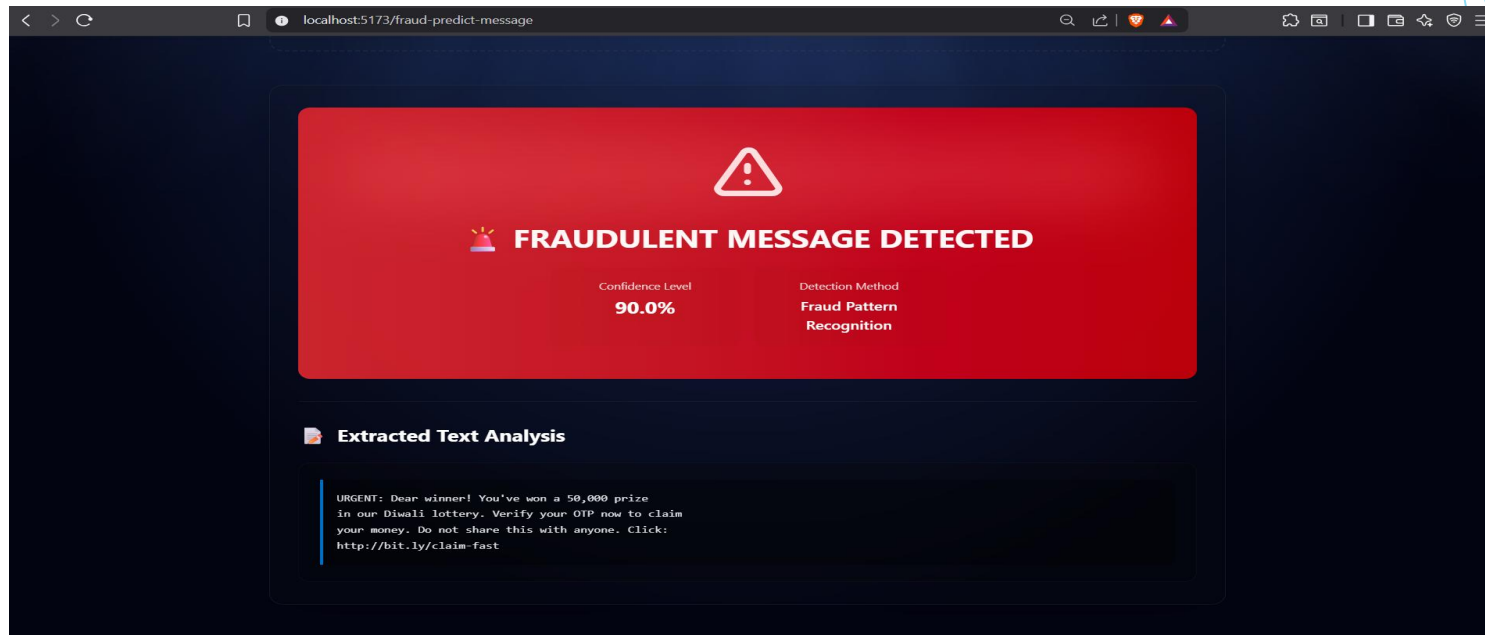 localhost:5173/fraud-predict-message
FRAUDULENT MESSAGE DETECTED
Confidence Level
90.0%
Detection Method
Fraud Pattern
Recognition
Extracted Text Analysis
URGENT: Dear winner! You've won a 50,000 prize
in our Diwali lottery. Verify your OTP now to claim
your money. Do not share this with anyone. Click:
http://bit.ly/claim-fast